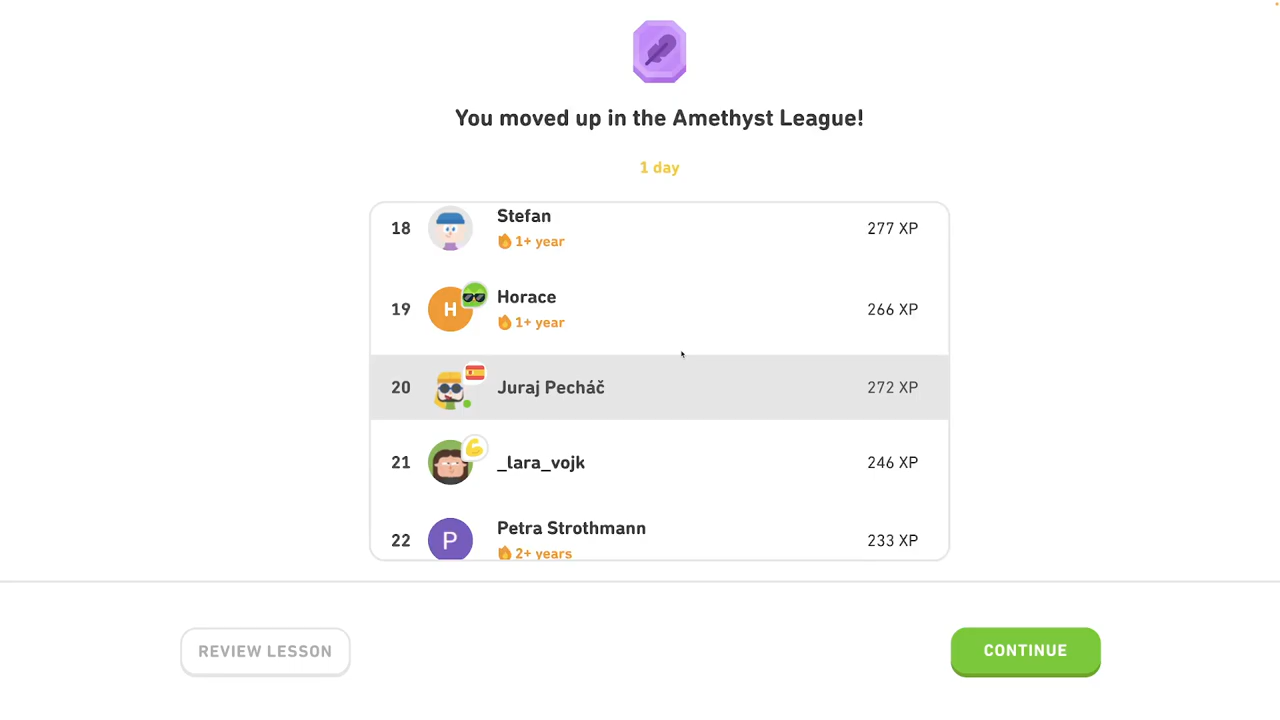 You moved up in the Amethyst League!
1 day
18 Stefan 277 XP
1+ year
H
19 Horace 266 XP
1+ year
20 Juraj Pecháč 272 XP
21 _lara_vojk 246 XP
P
22 Petra Strothmann 233 XP
2+ years
REVIEW LESSON
CONTINUE